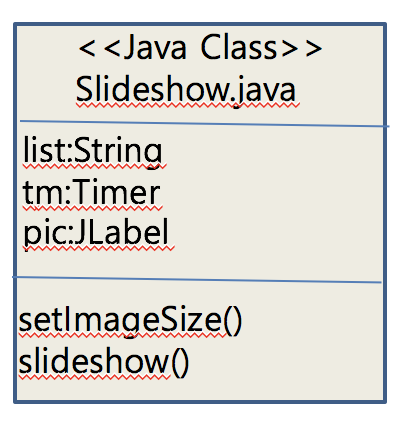 <<Java Class>>
Slideshow.java
list:String
tm:Timer
pic:JLabel
setImageSize()
slideshow()